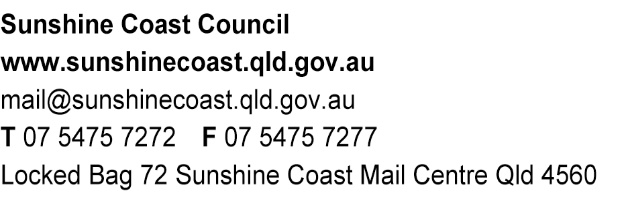 Sunshine Coast Council
www.sunshinecoast.qld.gov.au
mail@sunshinecoast.qld.gov.au
T 07 5475 7272 F 07 5475 7277
Locked Bag 72 Sunshine Coast Mail Centre Qld 4560